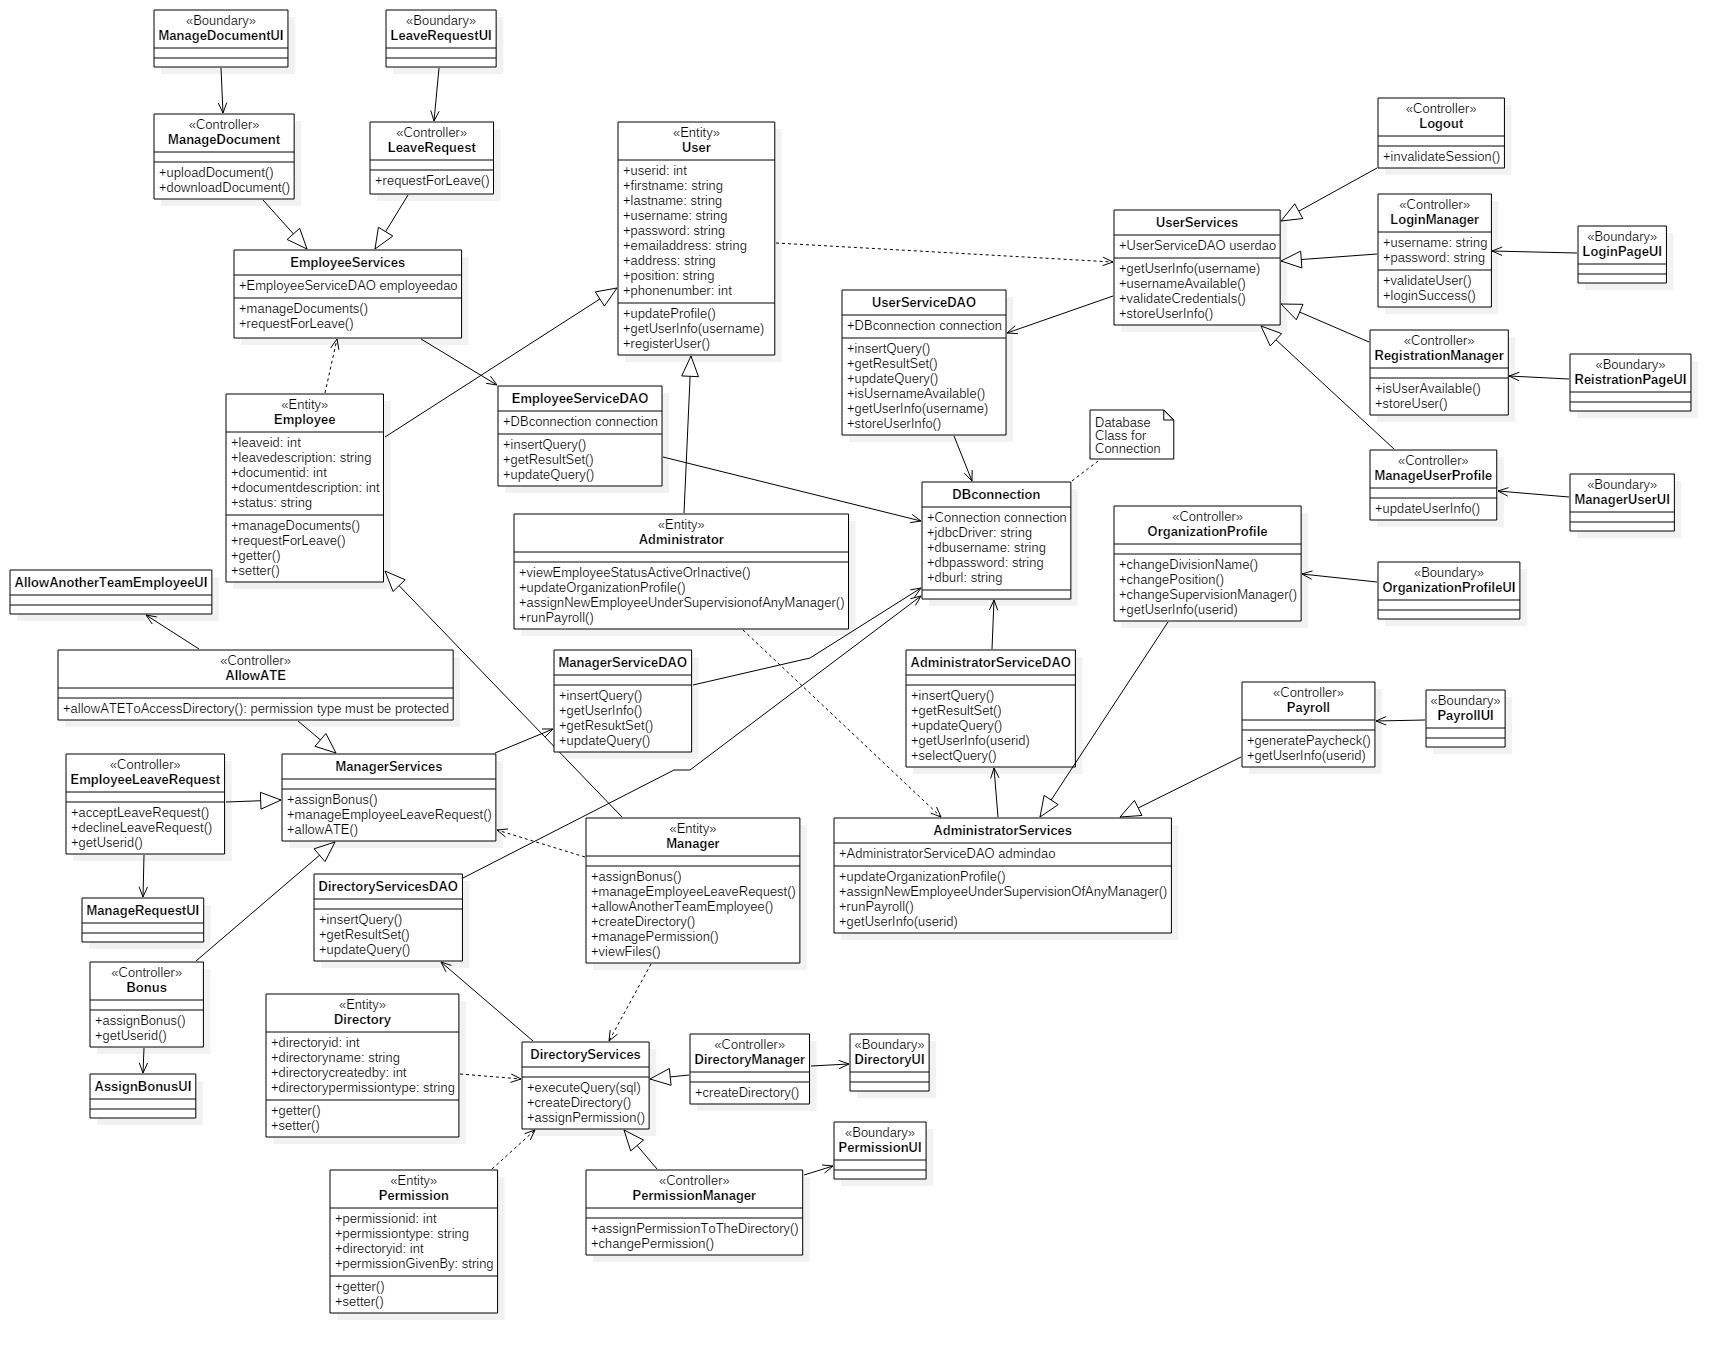 «Boundary»
ManageDocumentUI
«Boundary»
LeaveRequestUI
«Controller»
ManageDocument
+uploadDocument()
+downloadDocument()
«Controller»
LeaveRequest
+requestForLeave()
«Entity»
User
+userid: int
+firstname: string
+lastname: string
+username: string
+password: string
+emailaddress: string
+address: string
+position: string
+phonenumber: int
+updateProfile()
+getUserInfo(username)
+registerUser()
«Controller»
Logout
+invalidateSession()
«Controller»
LoginManager
+username: string
+password: string
+validateUser()
+loginSuccess()
«Boundary»
LoginPageUI
UserServices
+UserServiceDAO userdao
+getUserInfo(username)
+usernameAvailable()
+validateCredentials()
+storeUserInfo()
EmployeeServices
+EmployeeServiceDAO employeedao
+manageDocuments()
+requestForLeave()
UserServiceDAO
+DBconnection connection
+insertQuery()
+getResultSet()
+updateQuery()
+isUsernameAvailable()
+getUserInfo(username)
+storeUserInfo()
«Controller»
RegistrationManager
+isUserAvailable()
+storeUser()
«Boundary»
ReistrationPageUI
«Entity»
Employee
+leaveid: int
+leavedescription: string
+documentid: int
+documentdescription: int
+status: string
+manageDocuments()
+requestForLeave()
+getter()
+setter()
EmployeeServiceDAO
+DBconnection connection
+insertQuery()
+getResultSet()
+updateQuery()
Database
Class for
Connection
«Controller»
ManageUserProfile
+updateUserInfo()
«Boundary»
ManagerUserUI
DBconnection
+Connection connection
+jdbcDriver: string
+dbusername: string
+dbpassword: string
+dburl: string
«Entity»
Administrator
+viewEmployeeStatusActiveOrInactive()
+updateOrganizationProfile()
+assignNewEmployeeUnderSupervisionofAnyManager()
+runPayroll()
«Controller»
OrganizationProfile
+changeDivisionName()
+changePosition()
+changeSupervisionManager()
+getUserInfo(userid)
«Boundary»
OrganizationProfileUI
AllowAnotherTeamEmployeeUI
«Controller»
AllowATE
+allowATEToAccessDirectory(): permission type must be protected
ManagerServiceDAO
+insertQuery()
+getUserInfo()
+getResuktSet()
+updateQuery()
AdministratorServiceDAO
+insertQuery()
+getResultSet()
+updateQuery()
+getUserInfo(userid)
+selectQuery()
«Controller»
Payroll
+generatePaycheck()
+getUserInfo(userid)
«Boundary»
PayrollUI
«Controller»
EmployeeLeaveRequest
+acceptLeaveRequest()
+declineLeaveRequest()
+getUserid()
ManagerServices
+assignBonus()
+manageEmployeeLeaveRequest()
+allowATE()
«Entity»
Manager
+assignBonus()
+manageEmployeeLeaveRequest()
+allowAnotherTeamEmployee()
+createDirectory()
+managePermission()
+viewFiles()
AdministratorServices
+AdministratorServiceDAO admindao
+updateOrganizationProfile()
+assignNewEmployeeUnderSupervisionOfAnyManager()
+runPayroll()
+getUserInfo(userid)
ManageRequestUI
DirectoryServicesDAO
+insertQuery()
+getResultSet()
+updateQuery()
«Controller»
Bonus
+assignBonus()
+getUserid()
AssignBonusUI
«Entity»
Directory
+directoryid: int
+directoryname: string
+directorycreatedby: int
+directorypermissiontype: string
+getter()
+setter()
DirectoryServices
+executeQuery(sql)
+createDirectory()
+assignPermission()
«Controller»
DirectoryManager
+createDirectory()
«Boundary»
DirectoryUI
«Boundary»
PermissionUI
«Entity»
Permission
+permissionid: int
+permissiontype: string
+directoryid: int
+permissionGivenBy: string
+getter()
+setter()
«Controller»
PermissionManager
+assignPermissionToTheDirectory()
+changePermission()